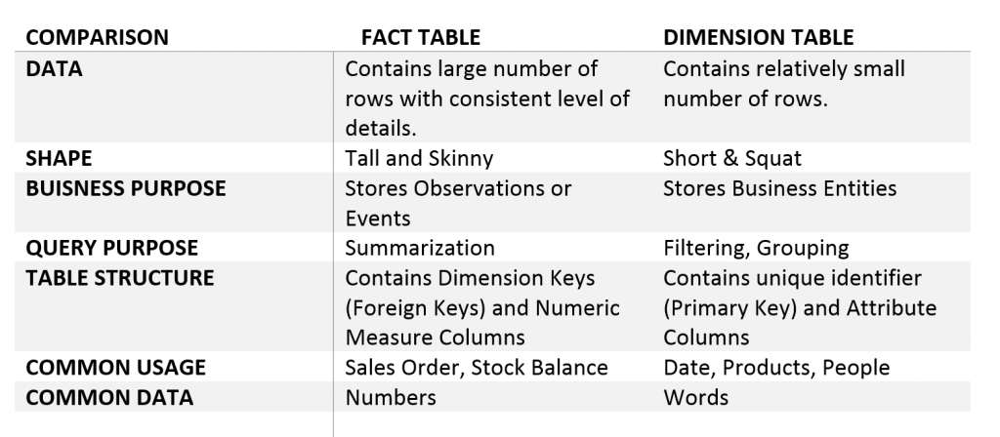 COMPARISON FACT TABLE DIMENSION TABLE
DATA Contains large number of Contains relatively small
rows with consistent level of number of rows.
details.
SHAPE Tall and Skinny Short & Squat
BUISNESS PURPOSE Stores Observations or Stores Business Entities
Events
QUERY PURPOSE Summarization Filtering, Grouping
TABLE STRUCTURE Contains Dimension Keys Contains unique identifier
(Foreign Keys) and Numeric (Primary Key) and Attribute
Measure Columns Columns
COMMON USAGE Sales Order, Stock Balance Date, Products, People
COMMON DATA Numbers Words